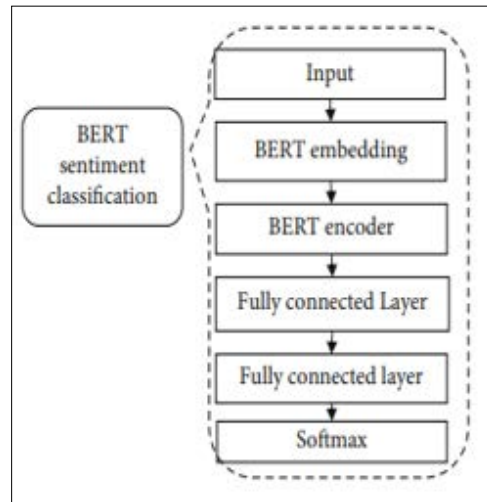 BERT
sentiment
classification
Input
BERT embedding
BERT encoder
Fully connected Layer
Fully connected layer
Softmax